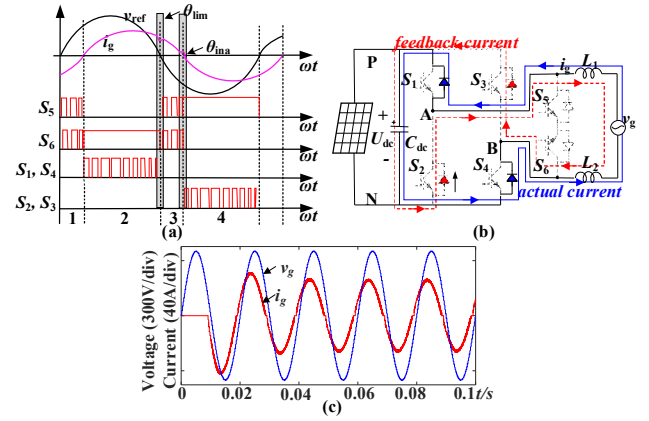 v_ref
θ_lim
i_g
θ_ina
ωt
S_5
ωt
S_6
ωt
S_1, S_4
ωt
S_2, S_3
ωt
1 2 3 4
(a)
feedback current
P
i_g
L_1
S_1
S_3
A
S_5
+
U_dc
C_dc
-
v_g
B
S_2
S_4
S_6
L_2
N
actual current
(b)
Voltage (300V/div)
Current (40A/div)
v_g
i_g
0 0.02 0.04 0.06 0.08 0.1 t/s
(c)